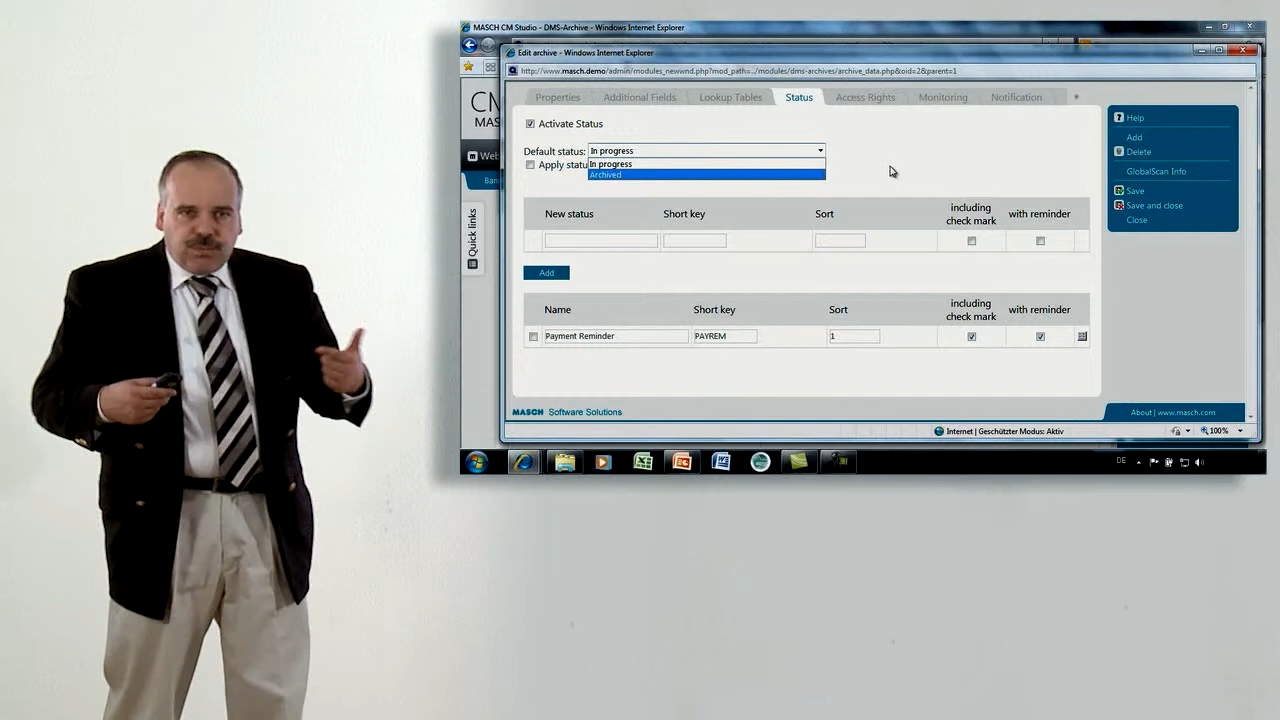 MASCH CM Studio - DMS-Archive - Windows Internet Explorer
Edit archive - Windows Internet Explorer
http://www.masch.demo/admin/modules_newwnd.php?mod_path=../modules/dms-archives/archive_data.php&oid=2&parent=1
CM
MAS
Web
Ban
Quick links
Properties Additional Fields Lookup Tables Status Access Rights Monitoring Notification
Activate Status
Default status: In progress
Apply statu
In progress
Archived
New status Short key Sort including check mark with reminder
Add
Name Short key Sort including check mark with reminder
Payment Reminder PAYREM 1
Help
Add
Delete
GlobalScan Info
Save
Save and close
Close
MASCH Software Solutions
About | www.masch.com
Internet | Geschützter Modus: Aktiv
100%
DE